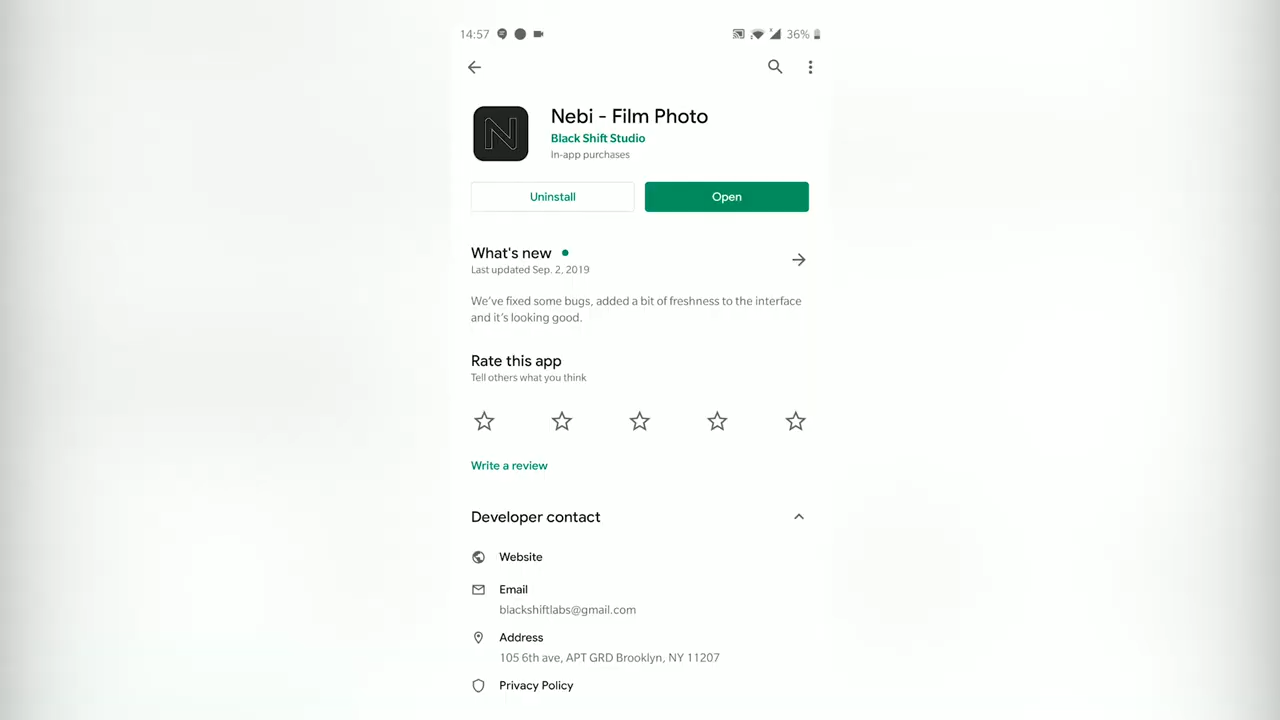 14:57
36%
N
Nebi - Film Photo
Black Shift Studio
In-app purchases
Uninstall
Open
What's new
Last updated Sep. 2, 2019
We've fixed some bugs, added a bit of freshness to the interface
and it's looking good.
Rate this app
Tell others what you think
Write a review
Developer contact
Website
Email
blackshiftlabs@gmail.com
Address
105 6th ave, APT GRD Brooklyn, NY 11207
Privacy Policy